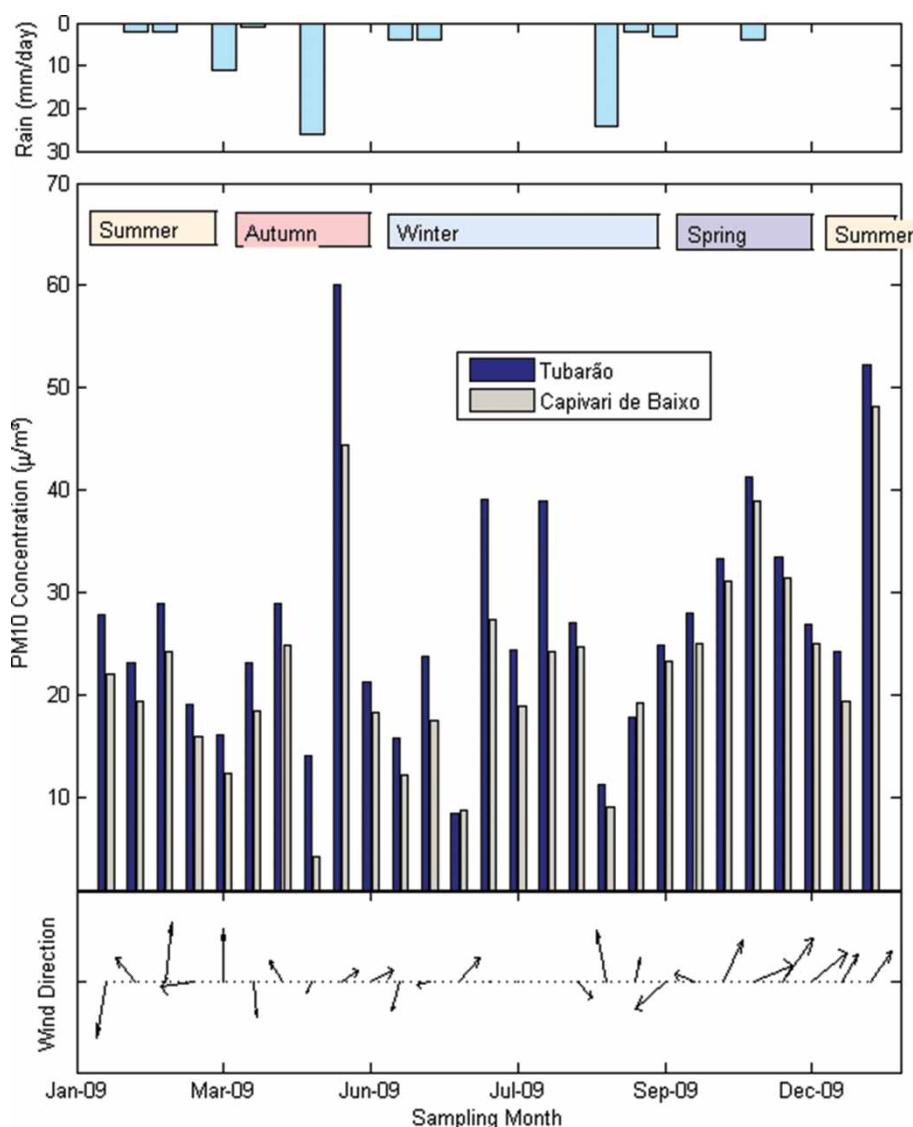 0
10
20
30
Rain (mm/day)
70
60
50
40
30
20
10
PM10 Concentration (µ/m³)
Summer
Autumn
Winter
Spring
Summer
Tubarão
Capivari de Baixo
Wind Direction
Jan-09 Mar-09 Jun-09 Jul-09 Sep-09 Dec-09
Sampling Month